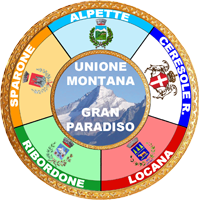 ALPETTE
CERESOLE R.
LOCANA
RIBORDONE
SPARONE
UNIONE
MONTANA
GRAN
PARADISO